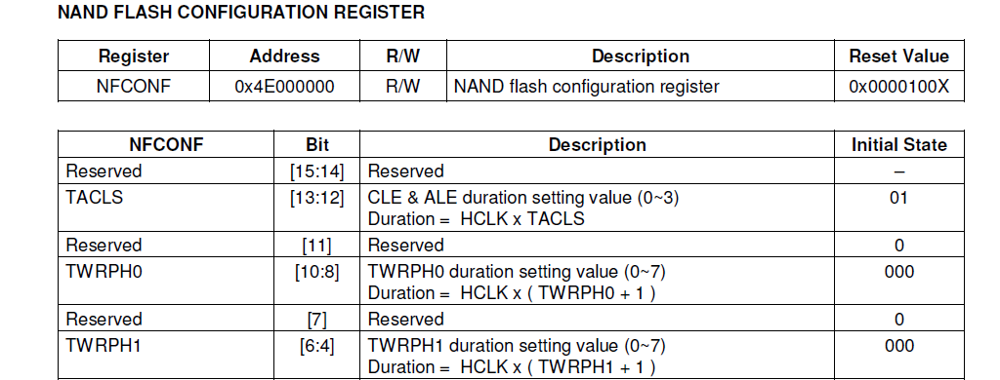 NAND FLASH CONFIGURATION REGISTER
Register Address R/W Description Reset Value
NFCONF 0x4E000000 R/W NAND flash configuration register 0x0000100X
NFCONF Bit Description Initial State
Reserved [15:14] Reserved –
TACLS [13:12] CLE & ALE duration setting value (0~3) 01
Duration = HCLK x TACLS
Reserved [11] Reserved 0
TWRPH0 [10:8] TWRPH0 duration setting value (0~7) 000
Duration = HCLK x ( TWRPH0 + 1 )
Reserved [7] Reserved 0
TWRPH1 [6:4] TWRPH1 duration setting value (0~7) 000
Duration = HCLK x ( TWRPH1 + 1 )